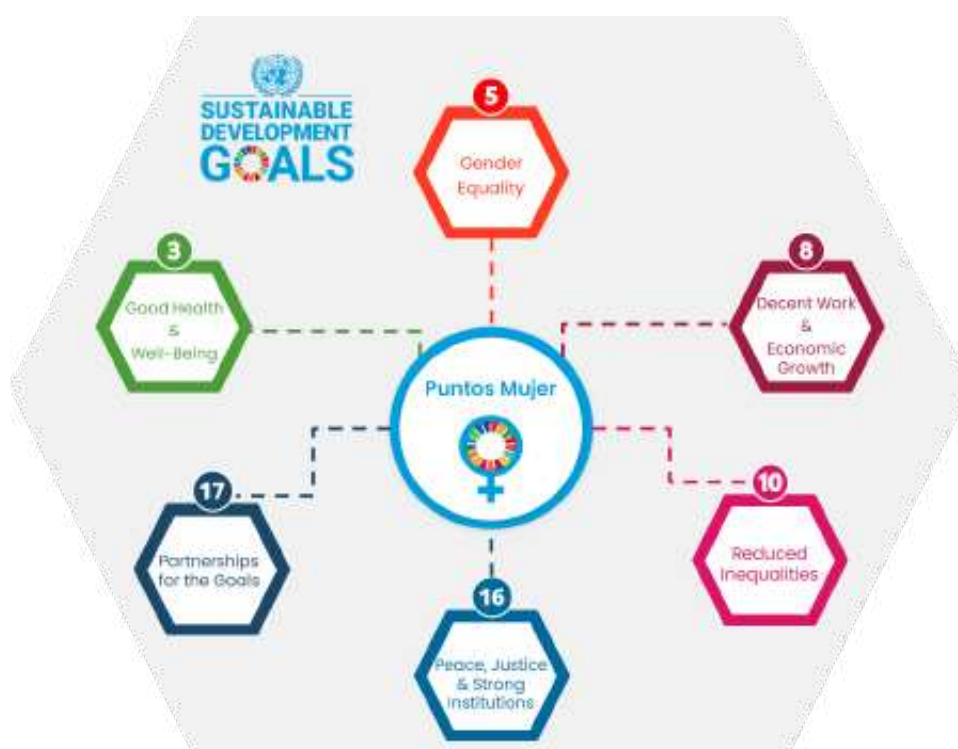 SUSTAINABLE
DEVELOPMENT
GOALS
5
Gender
Equality
3
Good Health
&
Well-Being
8
Decent Work
&
Economic
Growth
Puntos Mujer
17
Partnerships
for the Goals
10
Reduced
Inequalities
16
Peace, Justice
& Strong
Institutions